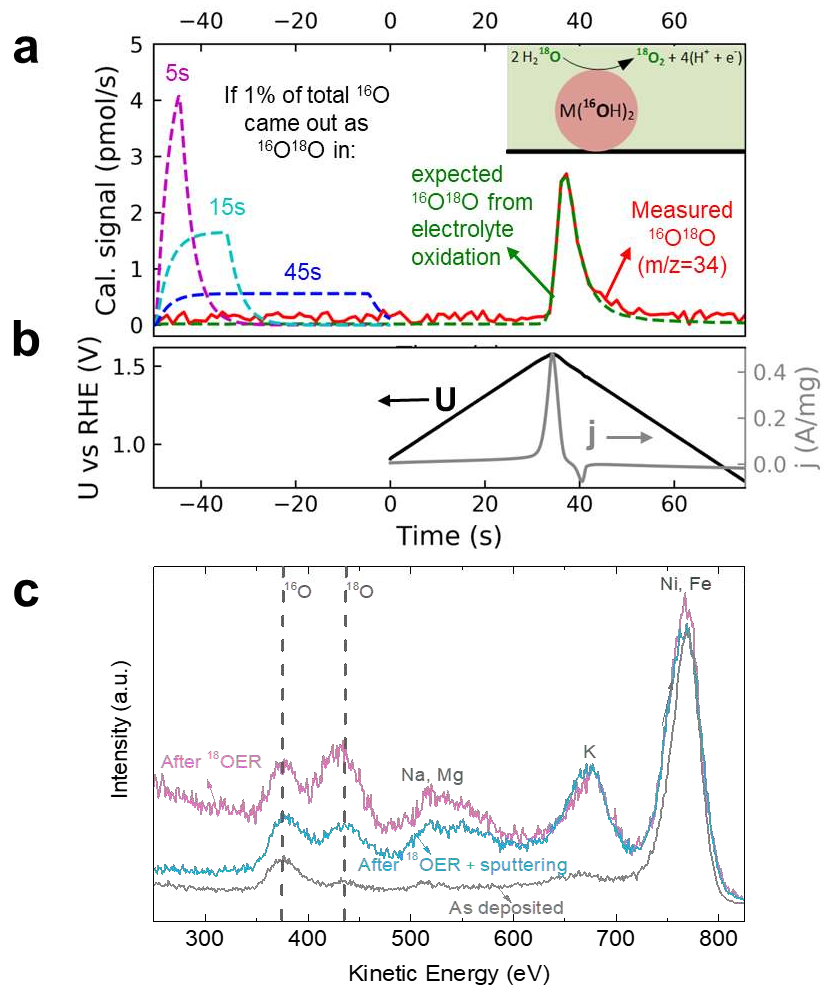 −40 −20 0 20 40 60
a
5
4
3
2
1
0
Cal. signal (pmol/s)
5s
15s
45s
If 1% of total ¹⁶O
came out as
¹⁶O¹⁸O in:
2 H₂¹⁸O ¹⁸O₂ + 4(H⁺ + e⁻)
M(¹⁶OH)₂
expected
¹⁶O¹⁸O from
electrolyte
oxidation
Measured
¹⁶O¹⁸O
(m/z=34)
b
U vs RHE (V)
1.5
1.0
U
j
0.4
0.2
0.0
j (A/mg)
−40 −20 0 20 40 60
Time (s)
c
Intensity (a.u.)
¹⁶O
¹⁸O
Ni, Fe
After ¹⁸OER
Na, Mg
K
After ¹⁸OER + sputtering
As deposited
300 400 500 600 700 800
Kinetic Energy (eV)